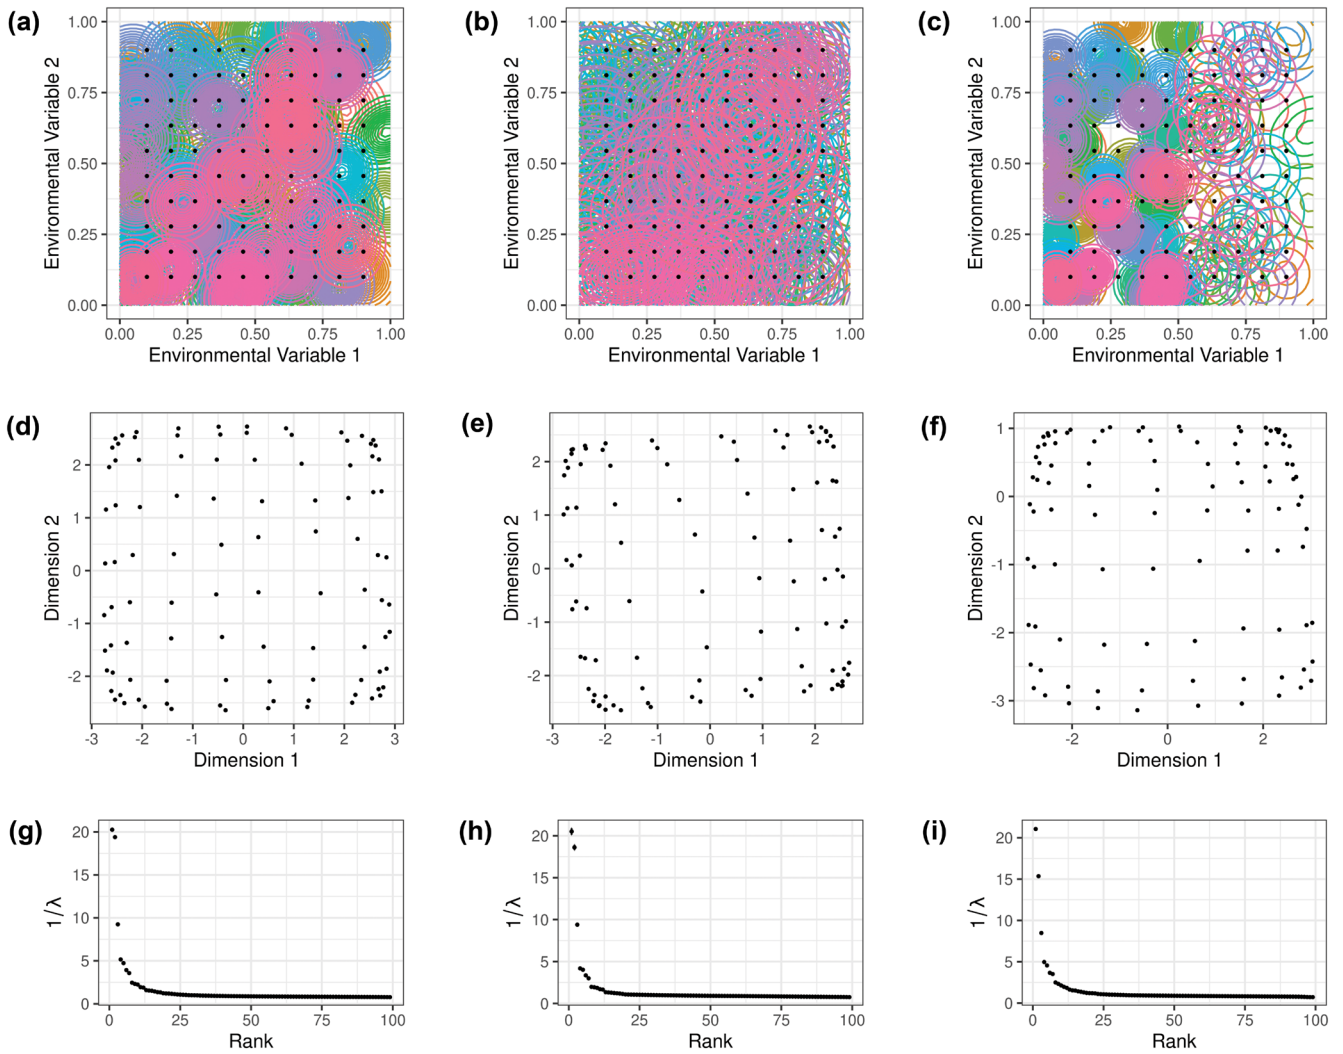 (a)
1.00
0.75
0.50
0.25
0.00
Environmental Variable 2
0.00 0.25 0.50 0.75 1.00
Environmental Variable 1
(b)
1.00
0.75
0.50
0.25
0.00
Environmental Variable 2
0.00 0.25 0.50 0.75 1.00
Environmental Variable 1
(c)
1.00
0.75
0.50
0.25
0.00
Environmental Variable 2
0.00 0.25 0.50 0.75 1.00
Environmental Variable 1
(d)
2
1
0
-1
-2
Dimension 2
-3 -2 -1 0 1 2 3
Dimension 1
(e)
2
1
0
-1
-2
Dimension 2
-3 -2 -1 0 1 2
Dimension 1
(f)
1
0
-1
-2
-3
Dimension 2
-2 0 2
Dimension 1
(g)
20
15
10
5
0
1/λ
0 25 50 75 100
Rank
(h)
20
15
10
5
0
1/λ
0 25 50 75 100
Rank
(i)
20
15
10
5
0
1/λ
0 25 50 75 100
Rank